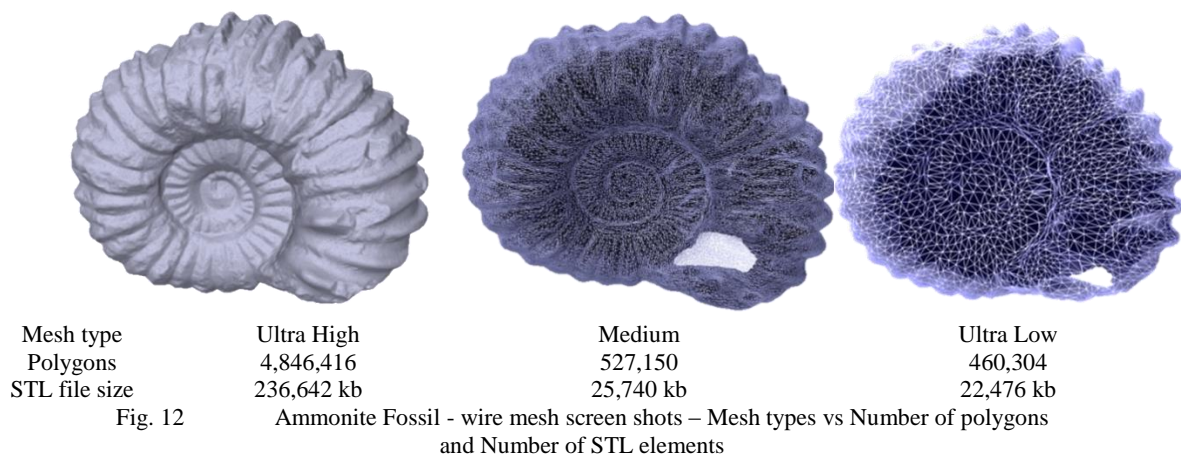 Mesh type Ultra High Medium Ultra Low
Polygons 4,846,416 527,150 460,304
STL file size 236,642 kb 25,740 kb 22,476 kb
Fig. 12 Ammonite Fossil - wire mesh screen shots – Mesh types vs Number of polygons
and Number of STL elements